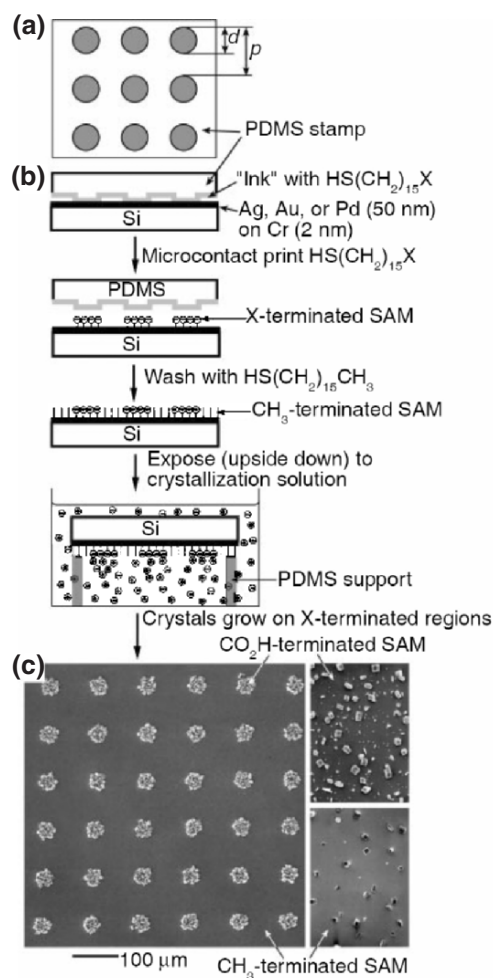 (a)
d
p
PDMS stamp
(b)
"Ink" with HS(CH₂)₁₅X
Ag, Au, or Pd (50 nm)
on Cr (2 nm)
Si
Microcontact print HS(CH₂)₁₅X
PDMS
X-terminated SAM
Si
Wash with HS(CH₂)₁₅CH₃
CH₃-terminated SAM
Si
Expose (upside down) to
crystallization solution
Si
PDMS support
Crystals grow on X-terminated regions
CO₂H-terminated SAM
(c)
100 µm
CH₃-terminated SAM